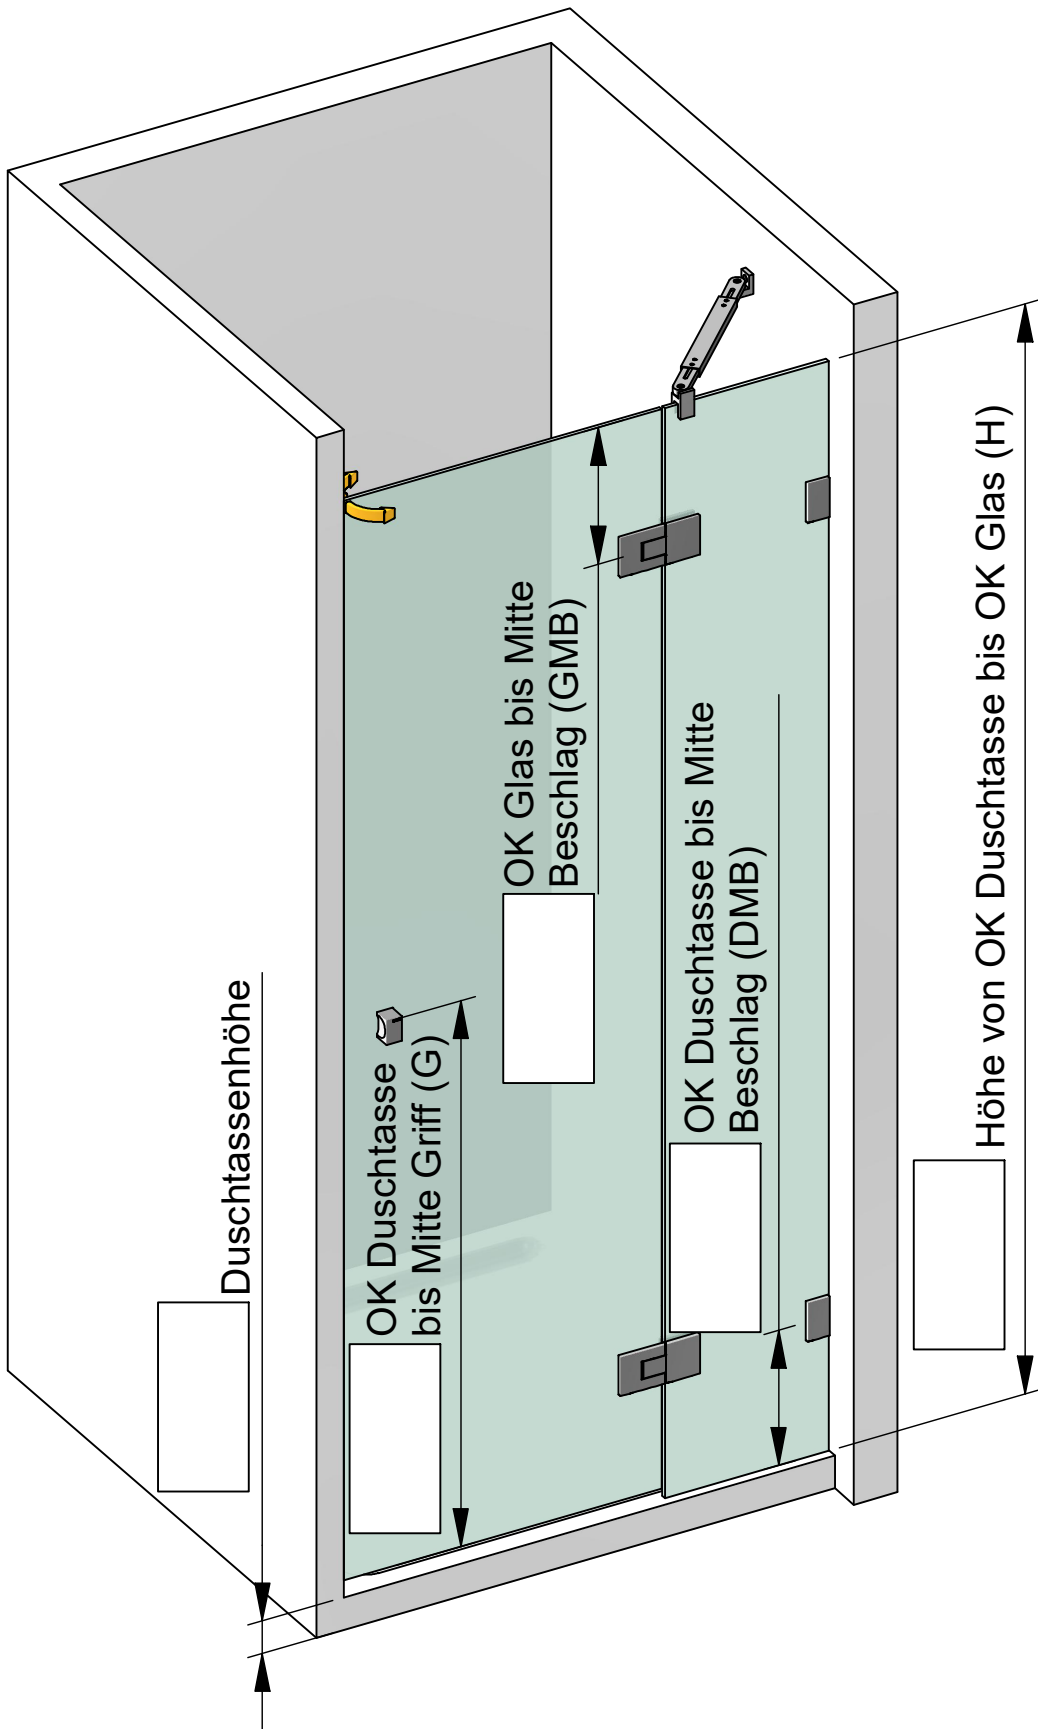 Duschtassenhöhe
OK Duschtasse
bis Mitte Griff (G)
OK Glas bis Mitte
Beschlag (GMB)
OK Duschtasse bis Mitte
Beschlag (DMB)
Höhe von OK Duschtasse bis OK Glas (H)